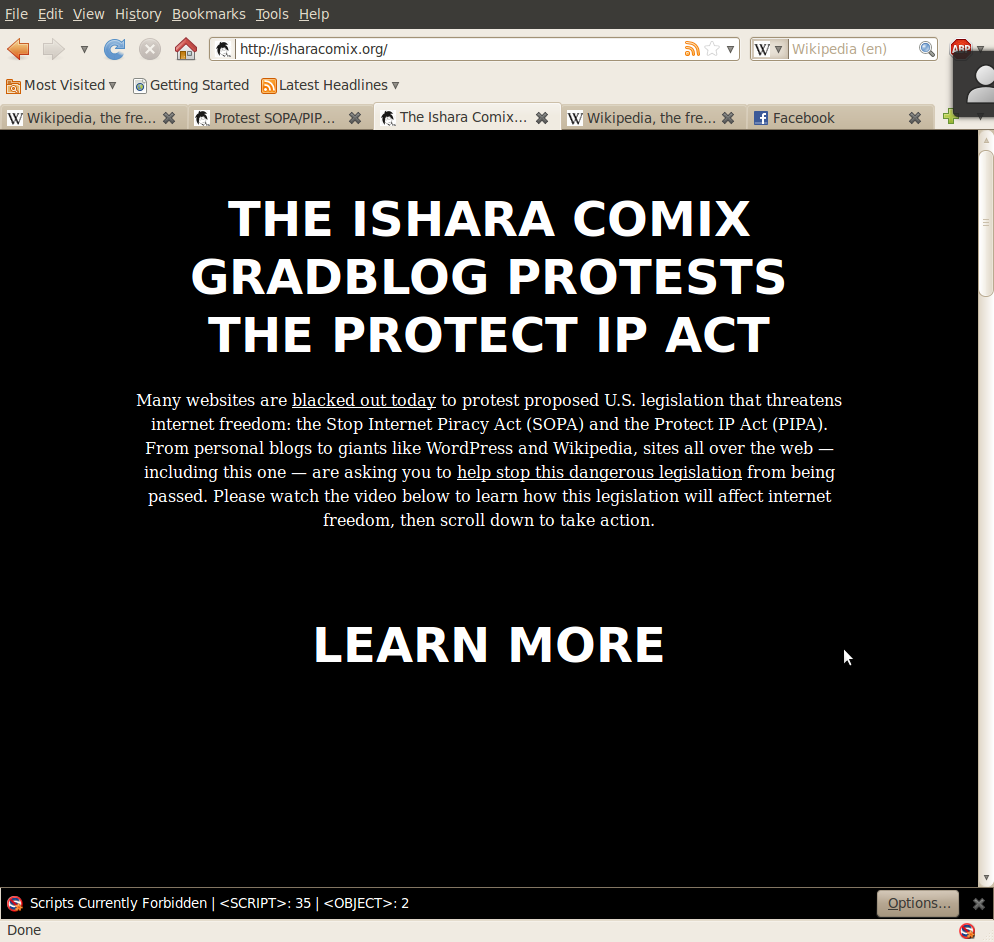 File Edit View History Bookmarks Tools Help
http://isharacomix.org/
W Wikipedia (en)
ABP
Most Visited Getting Started Latest Headlines
W Wikipedia, the fre... Protest SOPA/PIP... The Ishara Comix... W Wikipedia, the fre... f Facebook
THE ISHARA COMIX
GRADBLOG PROTESTS
THE PROTECT IP ACT
Many websites are blacked out today to protest proposed U.S. legislation that threatens
internet freedom: the Stop Internet Piracy Act (SOPA) and the Protect IP Act (PIPA).
From personal blogs to giants like WordPress and Wikipedia, sites all over the web —
including this one — are asking you to help stop this dangerous legislation from being
passed. Please watch the video below to learn how this legislation will affect internet
freedom, then scroll down to take action.
LEARN MORE
S Scripts Currently Forbidden | <SCRIPT>: 35 | <OBJECT>: 2 Options...
Done S